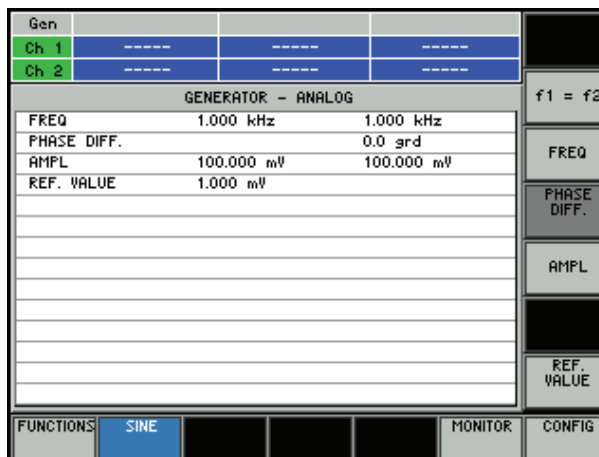 Gen
Ch 1 ----- ----- -----
Ch 2 ----- ----- -----
GENERATOR - ANALOG
FREQ 1.000 kHz 1.000 kHz
PHASE DIFF. 0.0 grd
AMPL 100.000 mV 100.000 mV
REF. VALUE 1.000 mV
f1 = f2
FREQ
PHASE
DIFF.
AMPL
REF.
VALUE
FUNCTIONS SINE MONITOR CONFIG